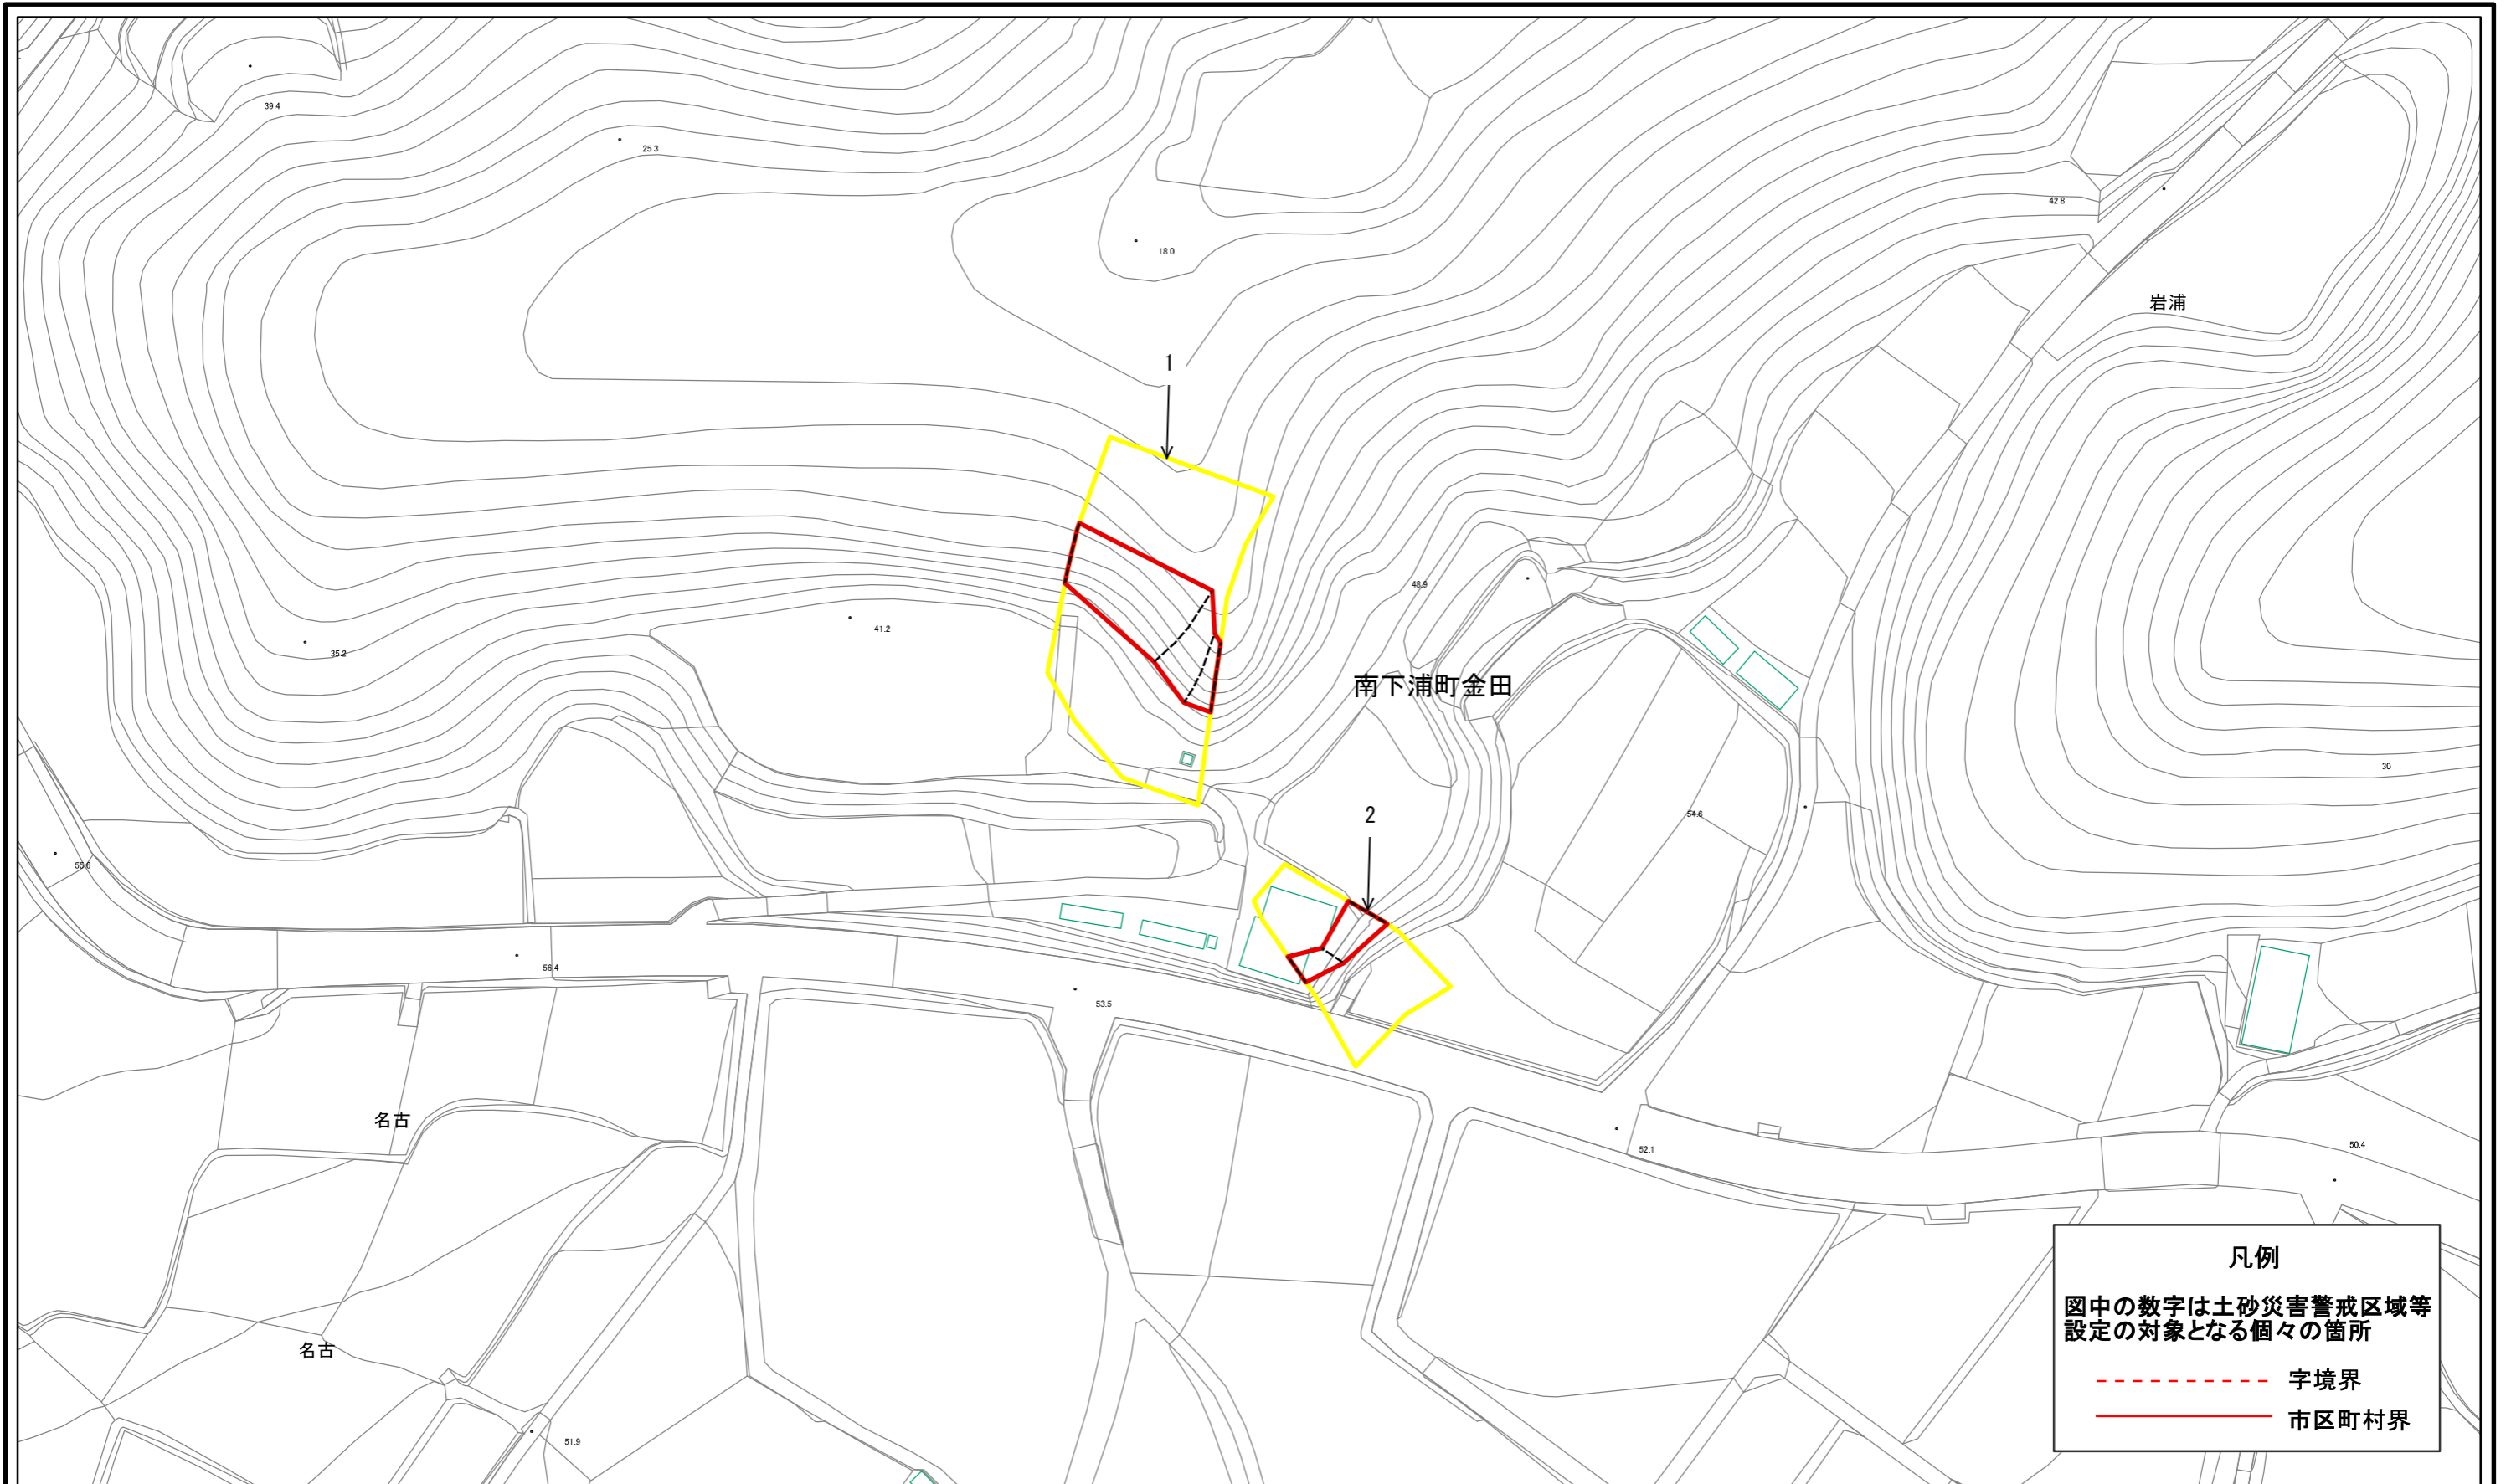 39.4
25.3
42.8
18.0
岩浦
1
48.9
41.2
35.2
南下浦町金田
30
2
54.6
55.6
56.4
53.5
名古
52.1
50.4
名古
51.9
凡例
図中の数字は土砂災害警戒区域等
設定の対象となる個々の箇所
字境界
市区町村界